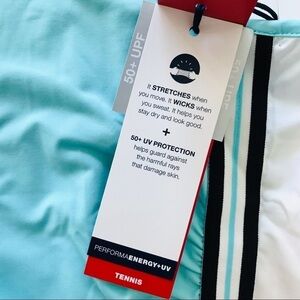 50+ UPF
It STRETCHES when
you move. It WICKS when
you sweat. It helps you
stay dry and look good.
+
50+ UV PROTECTION
helps guard against
the harmful rays
that damage skin.
PERFORMAENERGY+UV
TENNIS